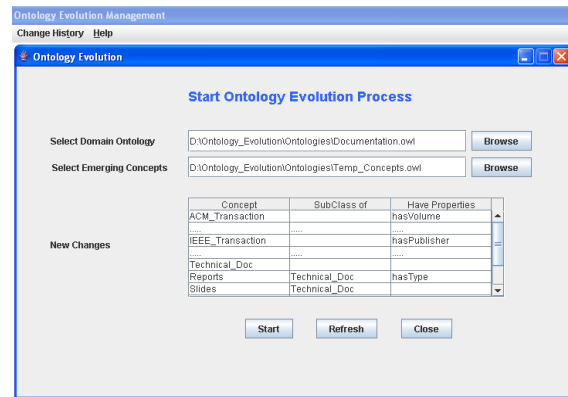 Ontology Evolution Management
Change History Help
Ontology Evolution
Start Ontology Evolution Process
Select Domain Ontology D:\Ontology_Evolution\Ontologies\Documentation.owl Browse
Select Emerging Concepts D:\Ontology_Evolution\Ontologies\Temp_Concepts.owl Browse
New Changes
Concept SubClass of Have Properties
ACM_Transaction hasVolume
..... ..... .....
IEEE_Transaction hasPublisher
..... ..... .....
Technical_Doc
Reports Technical_Doc hasType
Slides Technical_Doc
Start Refresh Close